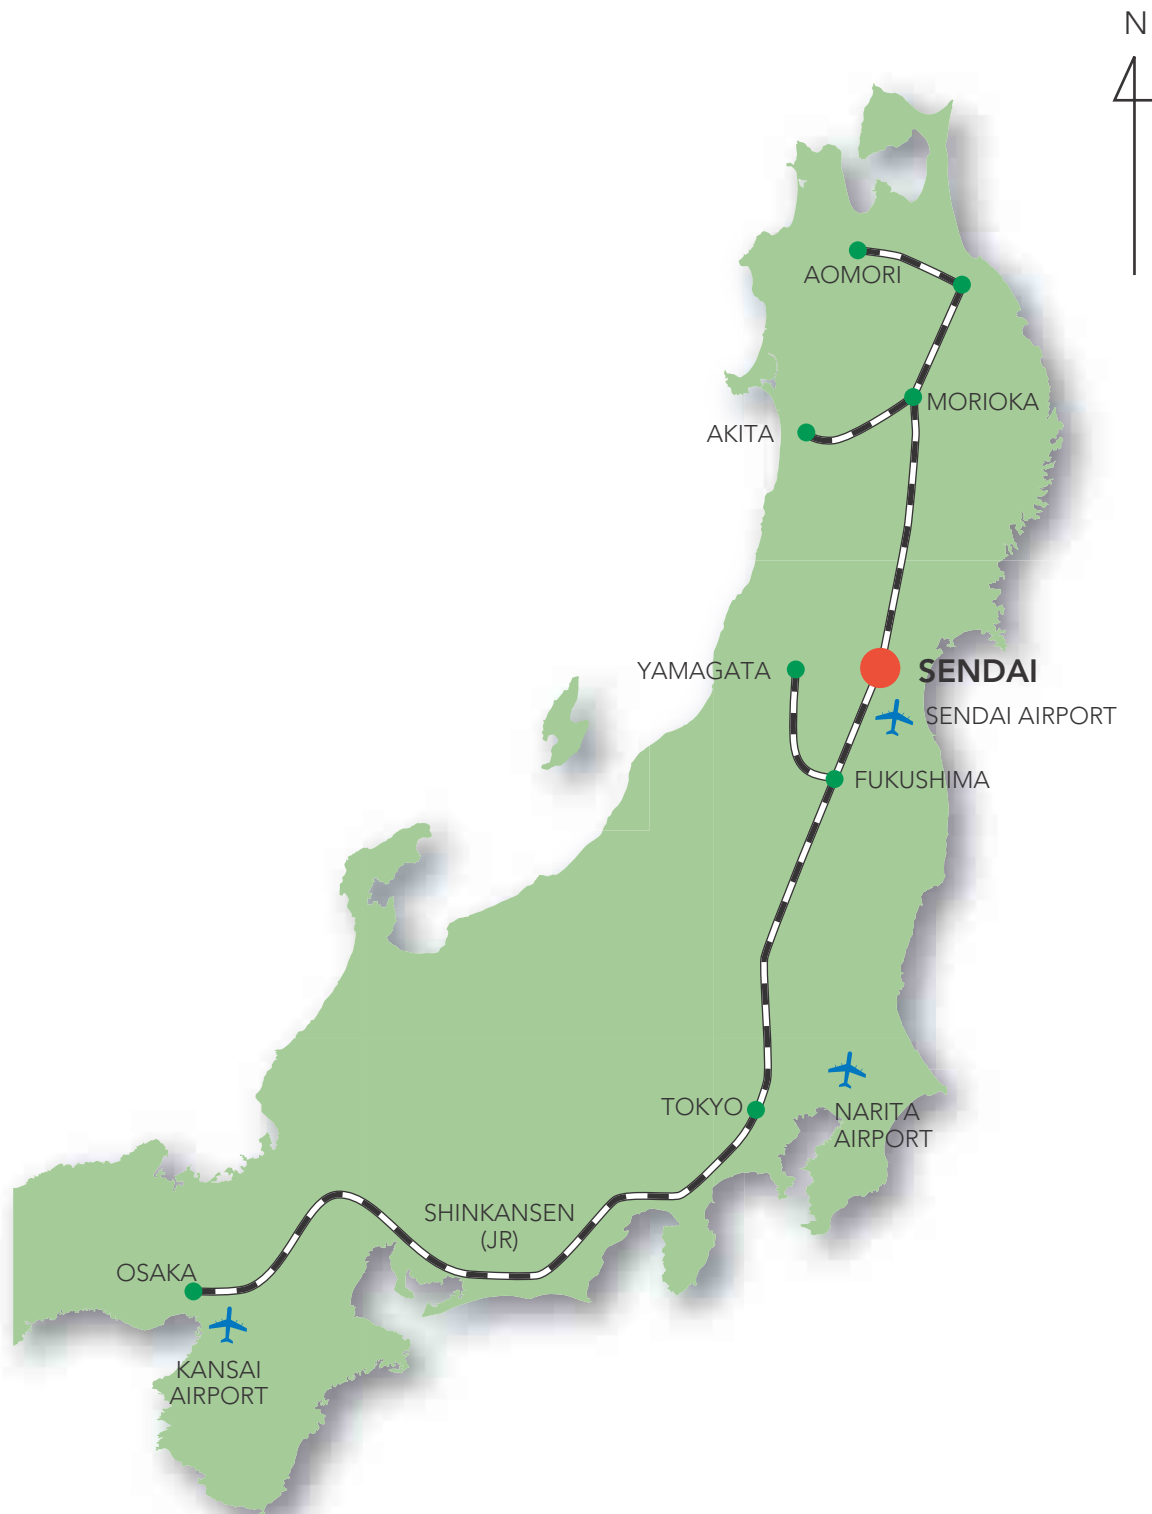 N
AOMORI
MORIOKA
AKITA
YAMAGATA
SENDAI
SENDAI AIRPORT
FUKUSHIMA
TOKYO
NARITA
AIRPORT
SHINKANSEN
(JR)
OSAKA
KANSAI
AIRPORT